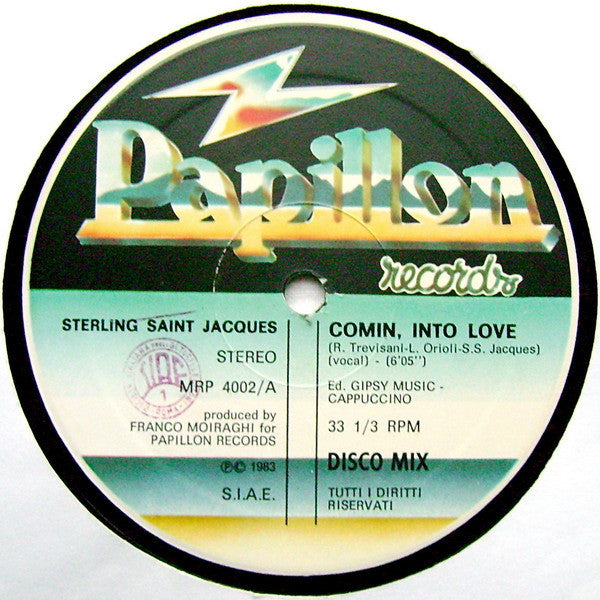 Papillon
records
STERLING SAINT JACQUES
STEREO
MRP 4002/A
produced by
FRANCO MOIRAGHI for
PAPILLON RECORDS
℗© 1983
S.I.A.E.
SIAE
1
COMIN, INTO LOVE
(R. Trevisani-L. Orioli-S.S. Jacques)
(vocal) - (6'05")
Ed. GIPSY MUSIC -
CAPPUCCINO
33 1/3 RPM
DISCO MIX
TUTTI I DIRITTI
RISERVATI